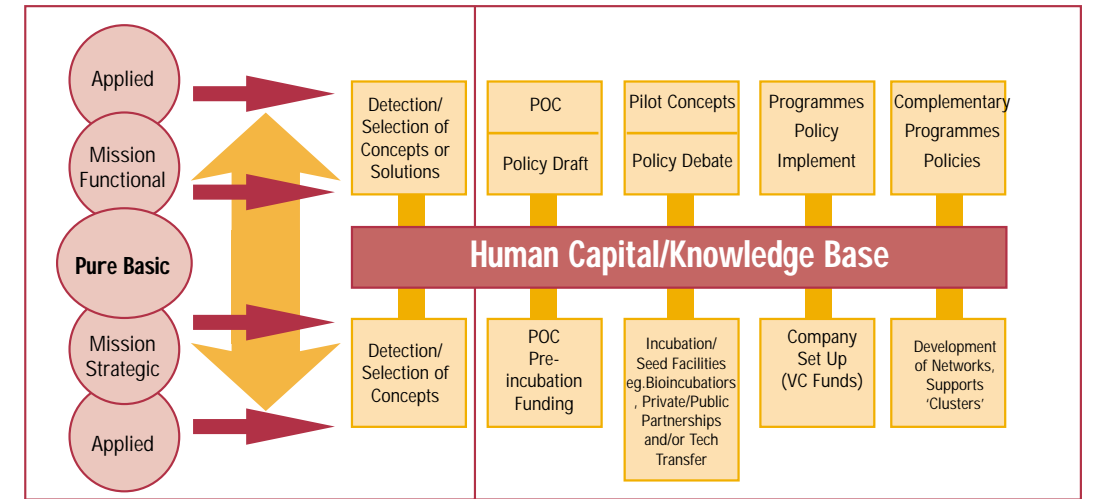 Applied
Mission
Functional
Pure Basic
Mission
Strategic
Applied
Detection/
Selection of
Concepts or
Solutions
POC
Policy Draft
Pilot Concepts
Policy Debate
Programmes
Policy
Implement
Complementary
Programmes
Policies
Human Capital/Knowledge Base
Detection/
Selection of
Concepts
POC
Pre-
incubation
Funding
Incubation/
Seed Facilities
eg.Bioincubatiors
, Private/Public
Partnerships
and/or Tech
Transfer
Company
Set Up
(VC Funds)
Development
of Networks,
Supports
'Clusters'